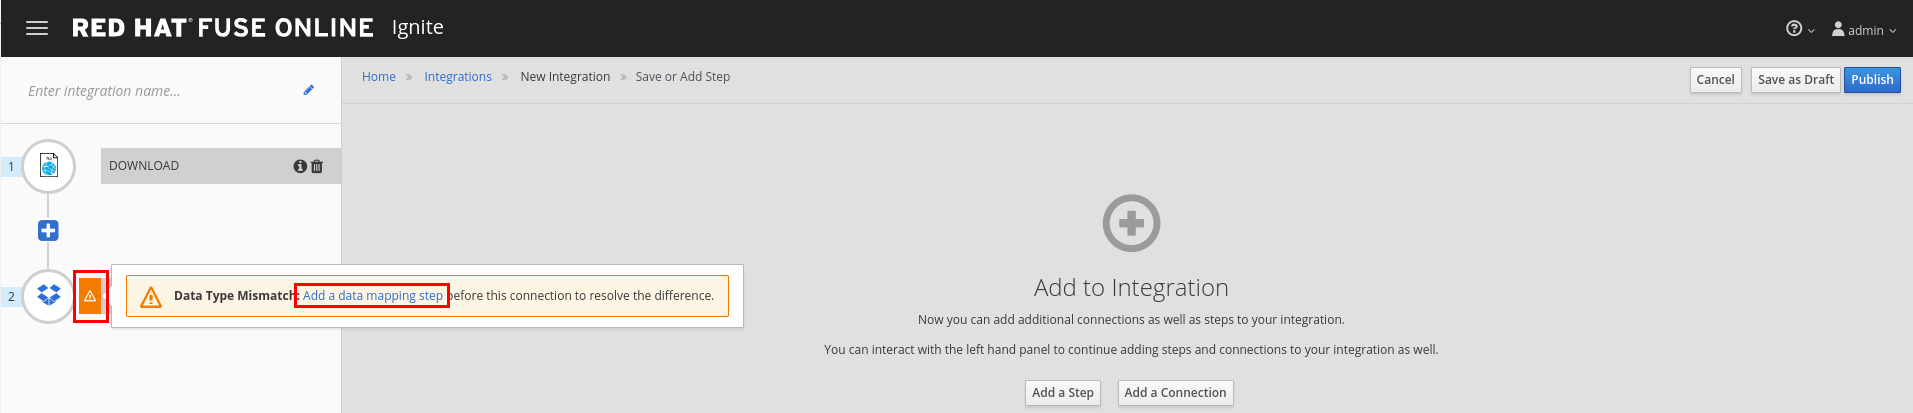 RED HAT® FUSE ONLINE Ignite
admin
Enter integration name...
Home » Integrations » New Integration » Save or Add Step
Cancel Save as Draft Publish
1 DOWNLOAD
2
Data Type Mismatch: Add a data mapping step before this connection to resolve the difference.
Add to Integration
Now you can add additional connections as well as steps to your integration.
You can interact with the left hand panel to continue adding steps and connections to your integration as well.
Add a Step Add a Connection